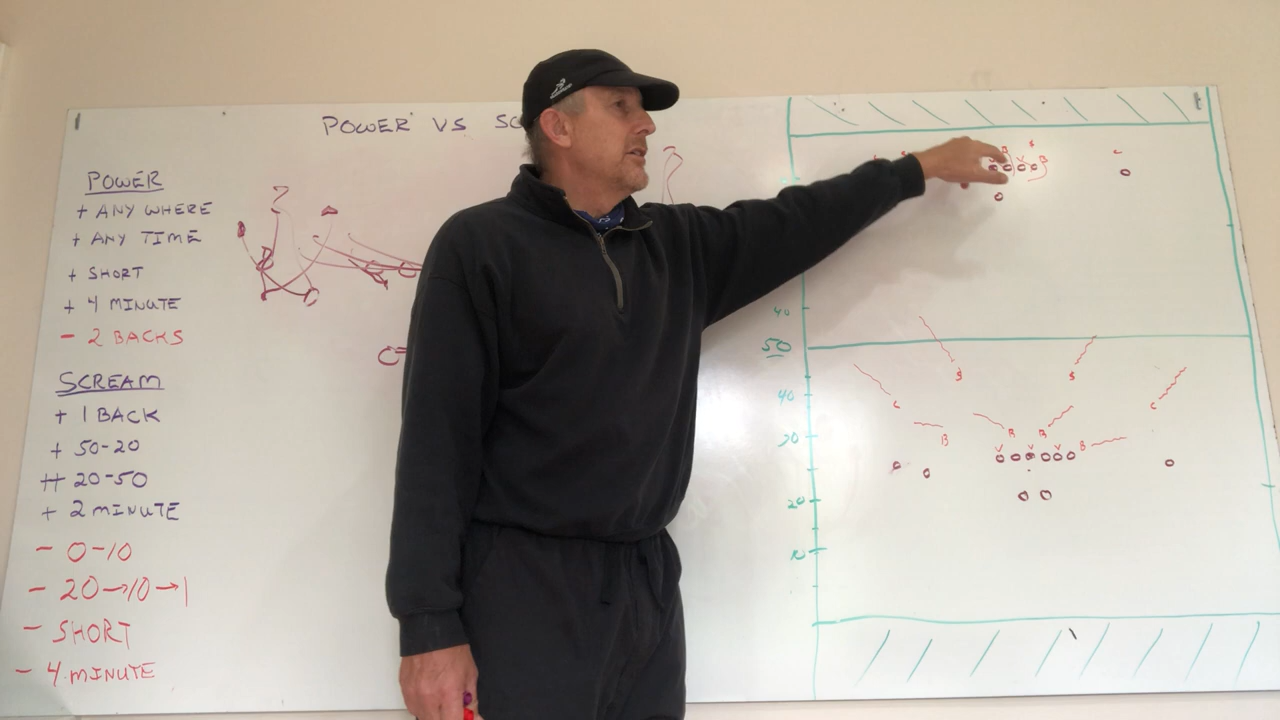 POWER VS SC
POWER
+ ANY WHERE
+ ANY TIME
+ SHORT
+ 4 MINUTE
- 2 BACKS
SCREAM
+ 1 BACK
+ 50-20
++ 20-50
+ 2 MINUTE
- 0-10
- 20→10→1
- SHORT
- 4 MINUTE
40
50
40
30
20
10
C
S
B
V
B
C
S
S
C
C
B
B
B
B
V
V
V